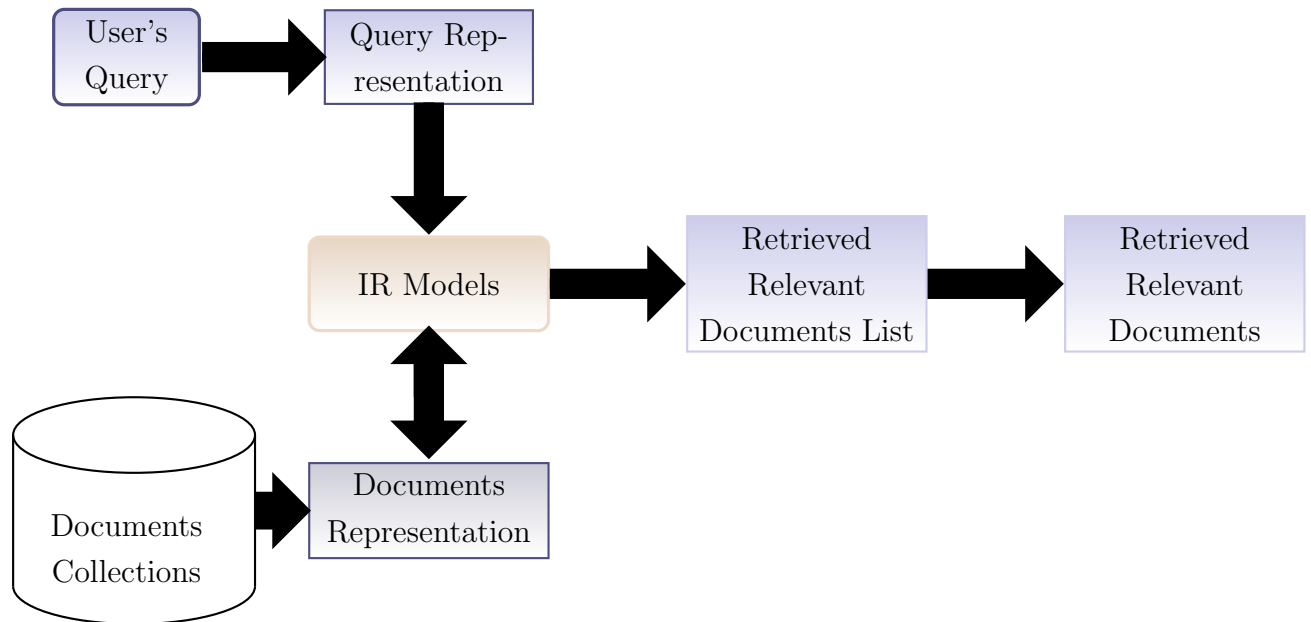 User's
Query
Query Rep-
resentation
IR Models
Retrieved
Relevant
Documents List
Retrieved
Relevant
Documents
Documents
Representation
Documents
Collections